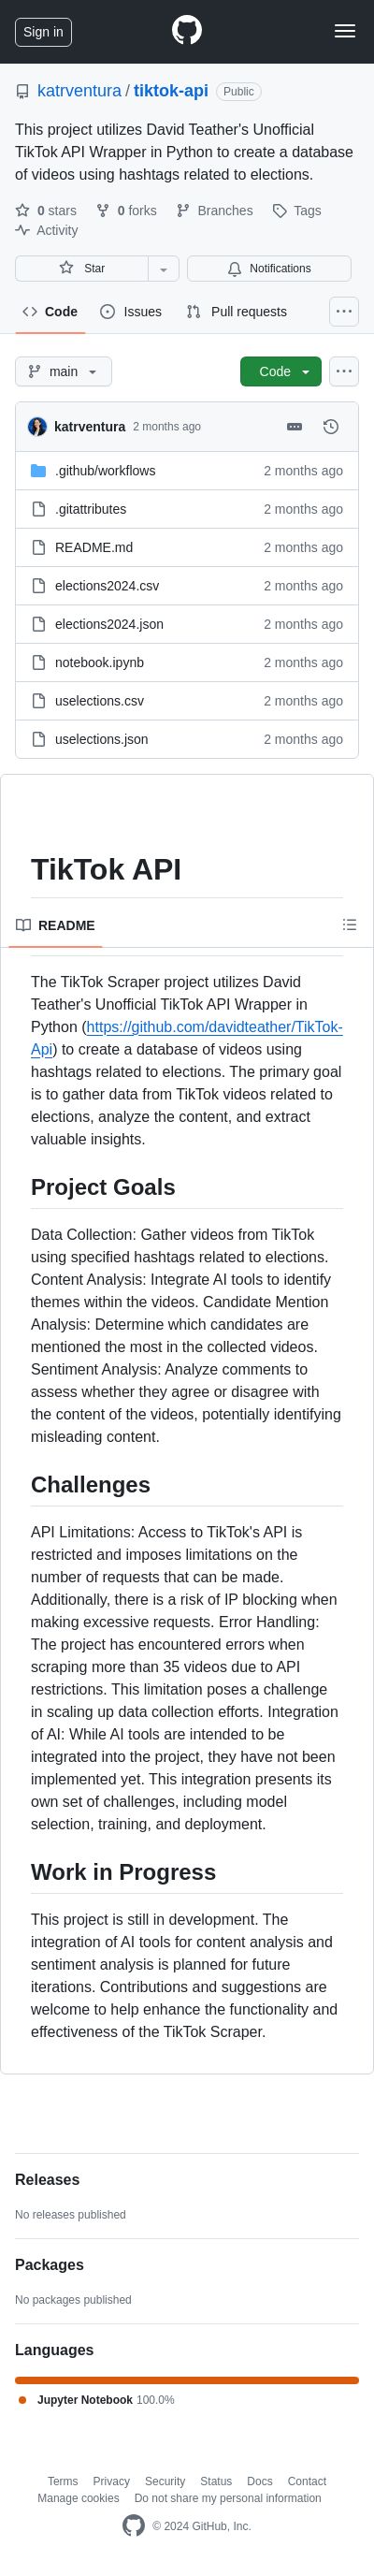 Sign in
katrventura / tiktok-api Public
This project utilizes David Teather's Unofficial
TikTok API Wrapper in Python to create a database
of videos using hashtags related to elections.
0 stars 0 forks Branches Tags
Activity
Star Notifications
Code Issues Pull requests
main Code
katrventura 2 months ago
.github/workflows 2 months ago
.gitattributes 2 months ago
README.md 2 months ago
elections2024.csv 2 months ago
elections2024.json 2 months ago
notebook.ipynb 2 months ago
uselections.csv 2 months ago
uselections.json 2 months ago
TikTok API
README
The TikTok Scraper project utilizes David
Teather's Unofficial TikTok API Wrapper in
Python (https://github.com/davidteather/TikTok-
Api) to create a database of videos using
hashtags related to elections. The primary goal
is to gather data from TikTok videos related to
elections, analyze the content, and extract
valuable insights.
Project Goals
Data Collection: Gather videos from TikTok
using specified hashtags related to elections.
Content Analysis: Integrate AI tools to identify
themes within the videos. Candidate Mention
Analysis: Determine which candidates are
mentioned the most in the collected videos.
Sentiment Analysis: Analyze comments to
assess whether they agree or disagree with
the content of the videos, potentially identifying
misleading content.
Challenges
API Limitations: Access to TikTok's API is
restricted and imposes limitations on the
number of requests that can be made.
Additionally, there is a risk of IP blocking when
making excessive requests. Error Handling:
The project has encountered errors when
scraping more than 35 videos due to API
restrictions. This limitation poses a challenge
in scaling up data collection efforts. Integration
of AI: While AI tools are intended to be
integrated into the project, they have not been
implemented yet. This integration presents its
own set of challenges, including model
selection, training, and deployment.
Work in Progress
This project is still in development. The
integration of AI tools for content analysis and
sentiment analysis is planned for future
iterations. Contributions and suggestions are
welcome to help enhance the functionality and
effectiveness of the TikTok Scraper.
Releases
No releases published
Packages
No packages published
Languages
Jupyter Notebook 100.0%
Terms Privacy Security Status Docs Contact
Manage cookies Do not share my personal information
© 2024 GitHub, Inc.